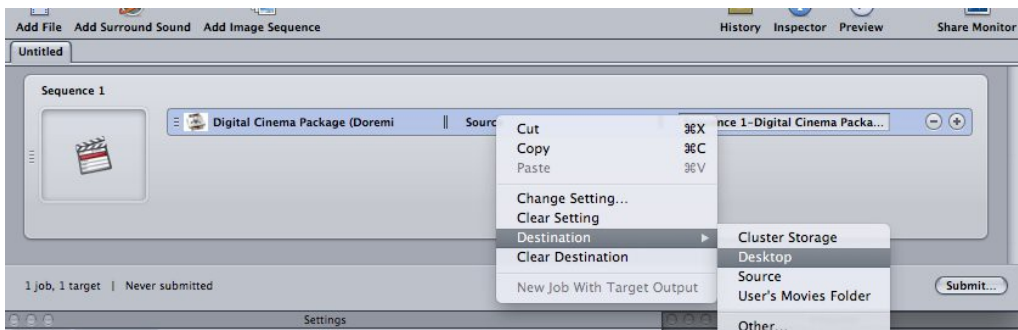 Add File Add Surround Sound Add Image Sequence History Inspector Preview Share Monitor
Untitled
Sequence 1
Digital Cinema Package (Doremi Sourc nce 1-Digital Cinema Packa...
Cut ⌘X
Copy ⌘C
Paste ⌘V
Change Setting...
Clear Setting
Destination
Clear Destination
New Job With Target Output
Cluster Storage
Desktop
Source
User's Movies Folder
Other...
1 job, 1 target | Never submitted
Submit...
Settings